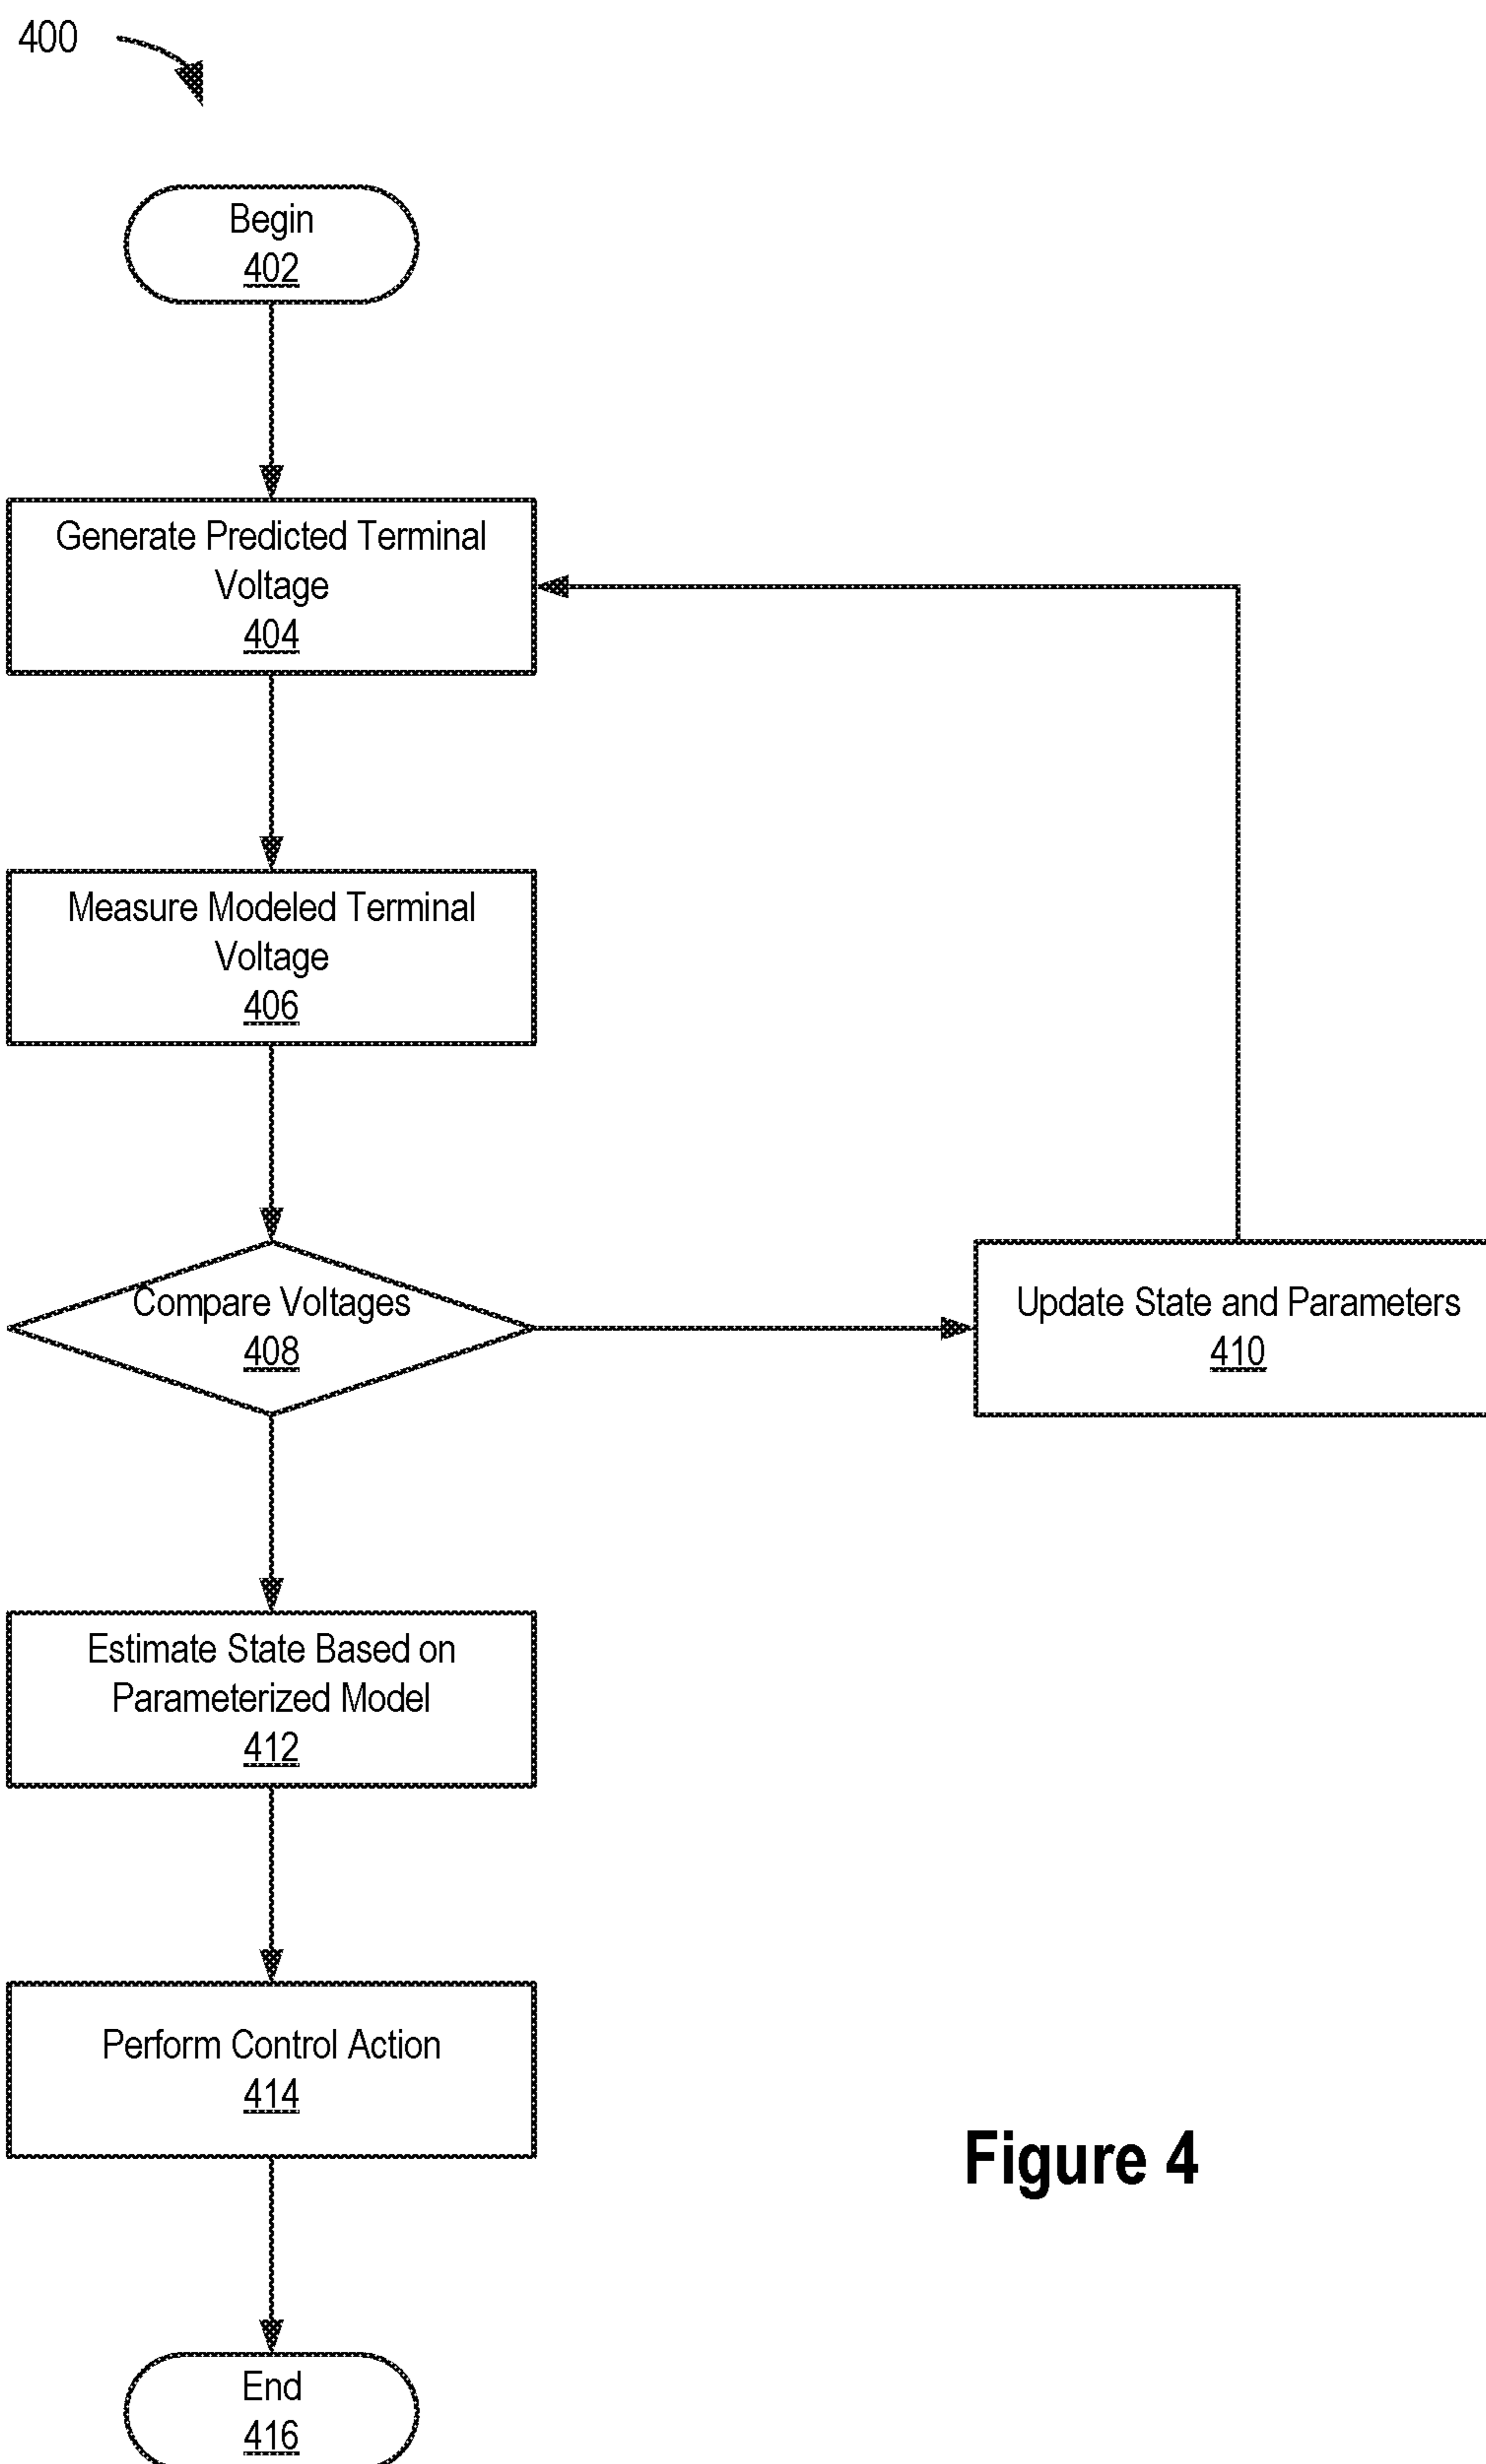 400
Begin
402
Generate Predicted Terminal
Voltage
404
Measure Modeled Terminal
Voltage
406
Compare Voltages
408
Update State and Parameters
410
Estimate State Based on
Parameterized Model
412
Perform Control Action
414
Figure 4
End
416